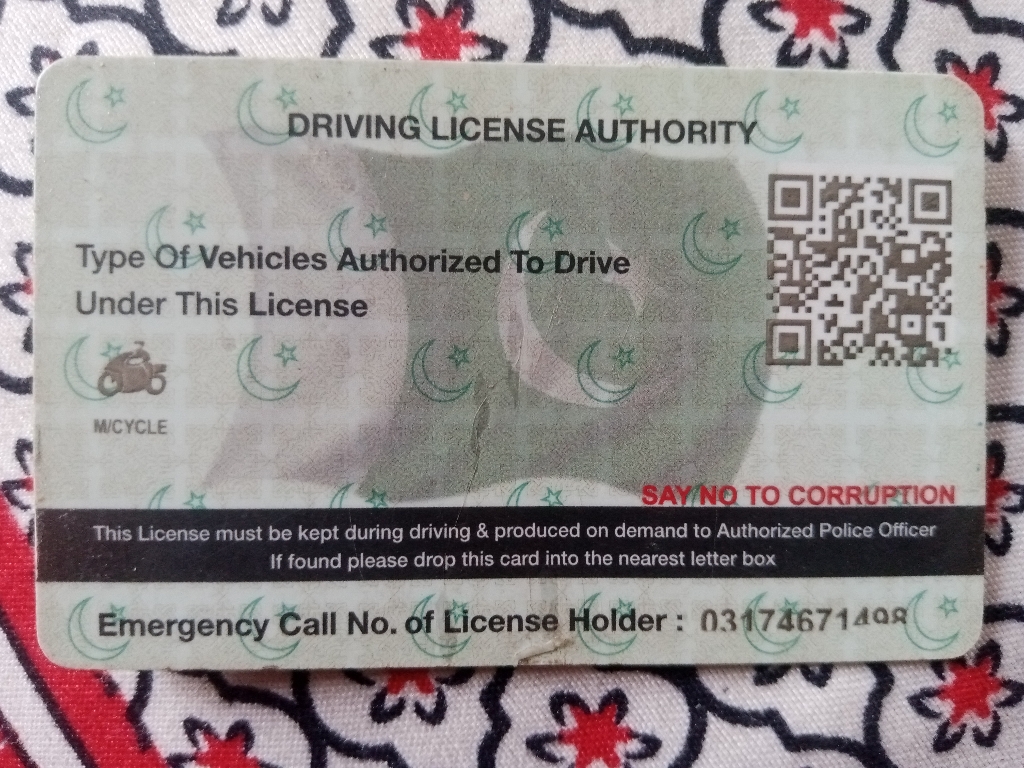 DRIVING LICENSE AUTHORITY
Type Of Vehicles Authorized To Drive
Under This License
M/CYCLE
SAY NO TO CORRUPTION
This License must be kept during driving & produced on demand to Authorized Police Officer
If found please drop this card into the nearest letter box
Emergency Call No. of License Holder : 03174671498